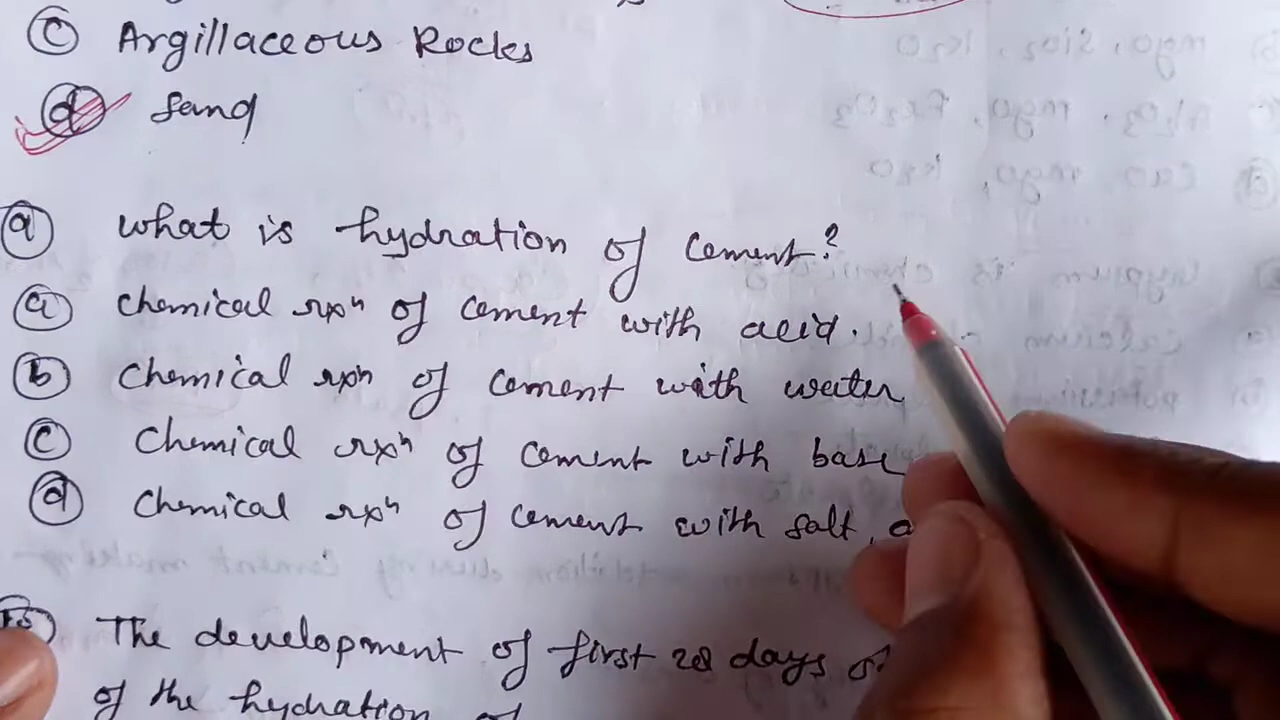 (C) Argillaceous Rocks
(d) Sand
What is hydration of Cement?
(a) Chemical rxn of Cement with acid.
(b) Chemical rxn of Cement with water
(c) Chemical rxn of Cement with base
(d) Chemical rxn of Cement with salt,
The development of first 28 days
of the hydration of